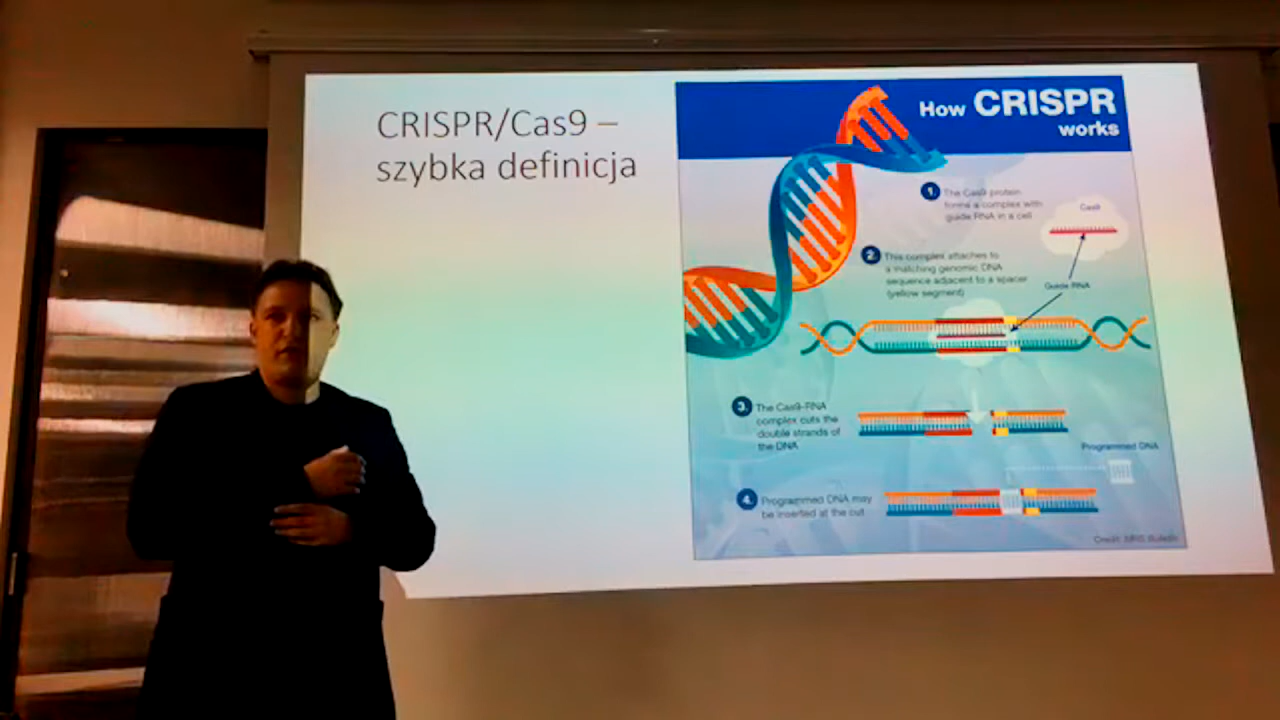 CRISPR/Cas9 –
szybka definicja
How CRISPR
works
1. The Cas9 protein
forms a complex with
guide RNA in a cell
Cas9
2. This complex attaches to
a matching genomic DNA
sequence adjacent to a spacer
(yellow segment)
Guide RNA
3. The Cas9-RNA
complex cuts the
double strands of
the DNA
Programmed DNA
4. Programmed DNA may
be inserted at the cut
Credit: MRS Bulletin